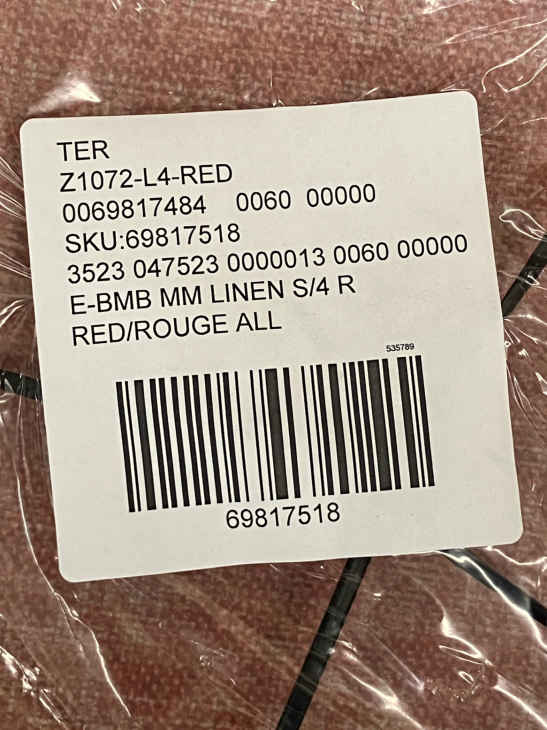 TER
Z1072-L4-RED
0069817484 0060 00000
SKU:69817518
3523 047523 0000013 0060 00000
E-BMB MM LINEN S/4 R
RED/ROUGE ALL
535789
69817518